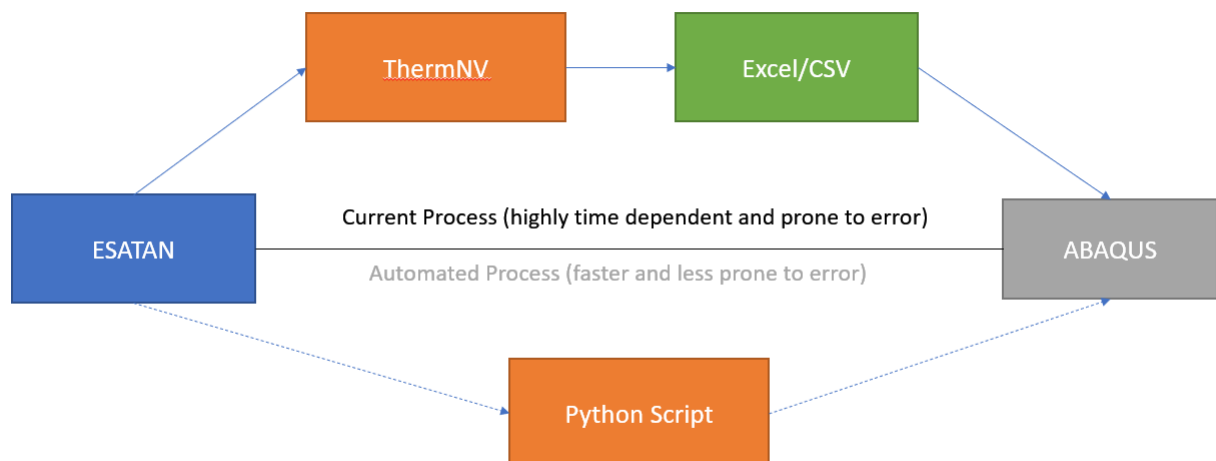 ThermNV
Excel/CSV
Current Process (highly time dependent and prone to error)
ESATAN
ABAQUS
Automated Process (faster and less prone to error)
Python Script